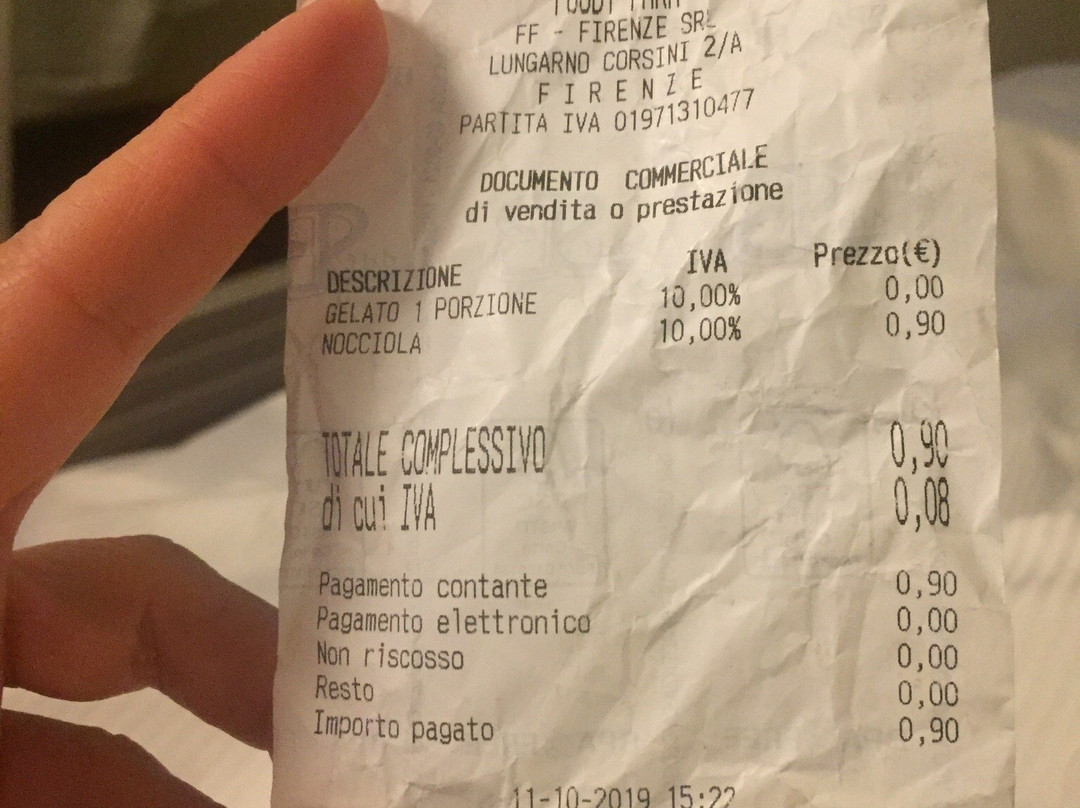 FF - FIRENZE SRL
LUNGARNO CORSINI 2/A
F I R E N Z E
PARTITA IVA 01971310477
DOCUMENTO COMMERCIALE
di vendita o prestazione
DESCRIZIONE IVA Prezzo(€)
GELATO 1 PORZIONE 10,00% 0,00
NOCCIOLA 10,00% 0,90
TOTALE COMPLESSIVO 0,90
di cui IVA 0,08
Pagamento contante 0,90
Pagamento elettronico 0,00
Non riscosso 0,00
Resto 0,00
Importo pagato 0,90
11-10-2019 15:22